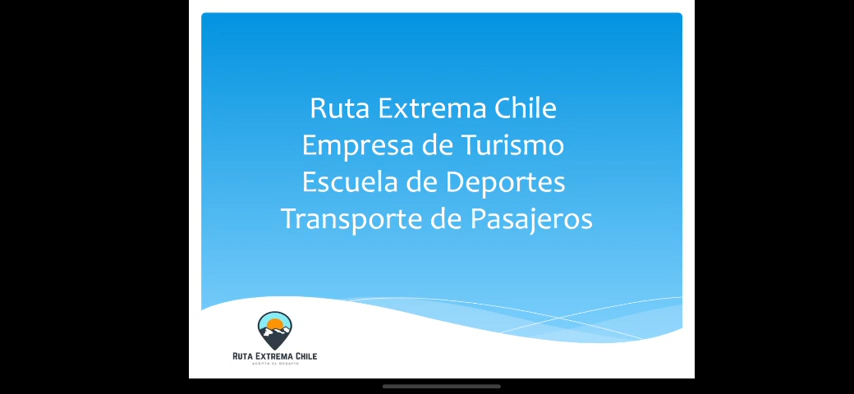 Ruta Extrema Chile
Empresa de Turismo
Escuela de Deportes
Transporte de Pasajeros
RUTA EXTREMA CHILE